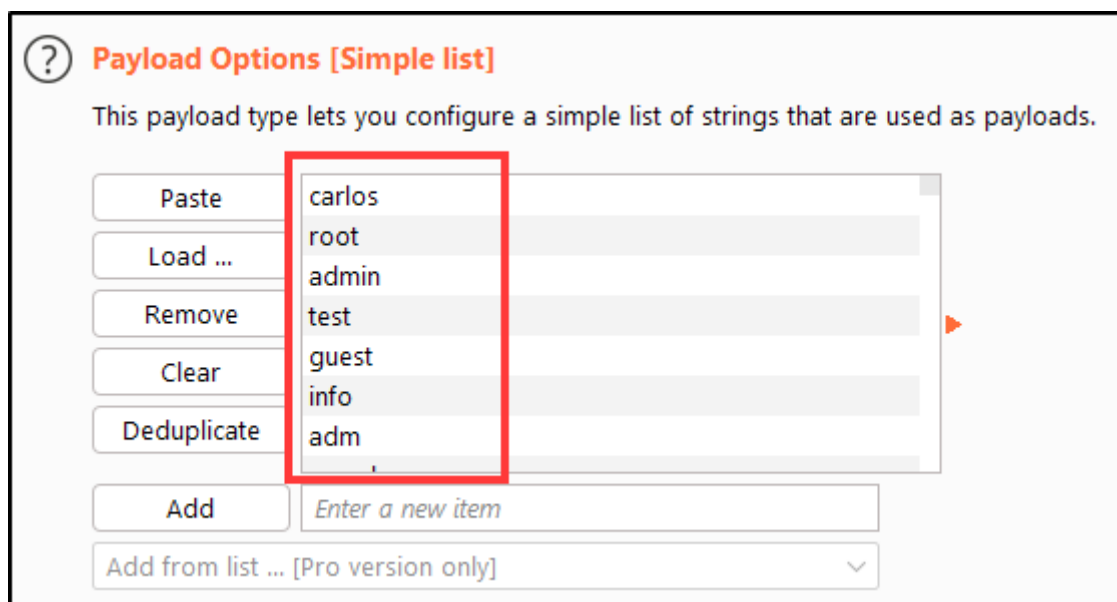 Payload Options [Simple list]
This payload type lets you configure a simple list of strings that are used as payloads.
Paste
Load ...
Remove
Clear
Deduplicate
carlos
root
admin
test
guest
info
adm
Add
Enter a new item
Add from list ... [Pro version only]